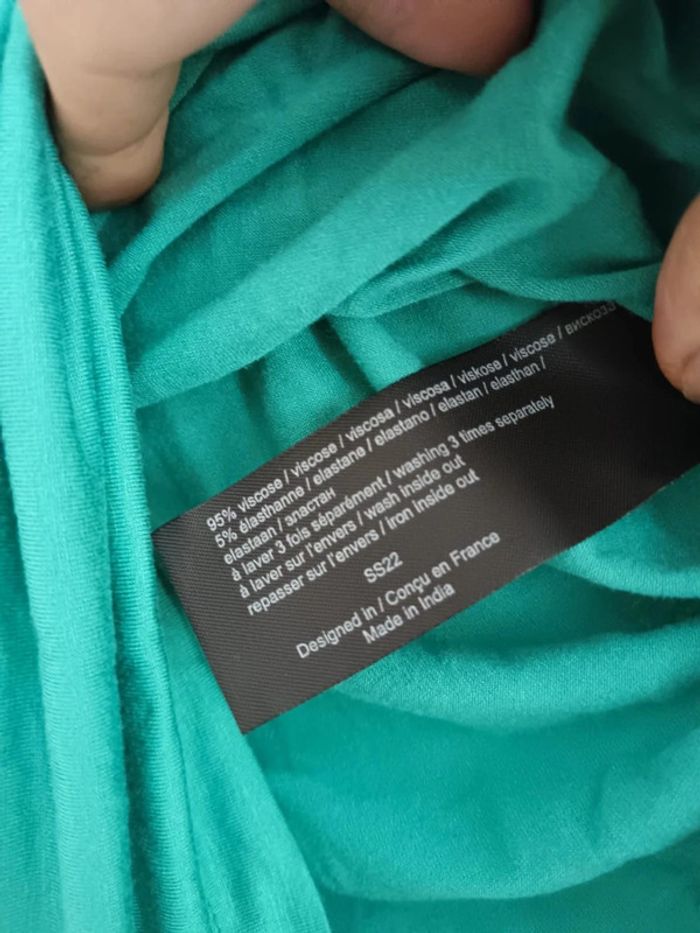 95% viscose / viscose / viscosa / viscosa / viskose / viscose / вискоза
5% élasthanne / elastane / elastano / elastan / elasthan /
elastaan / эластан
à laver 3 fois séparément / washing 3 times separately
à laver sur l'envers / wash inside out
repasser sur l'envers / iron inside out
SS22
Designed in / Conçu en France
Made in India